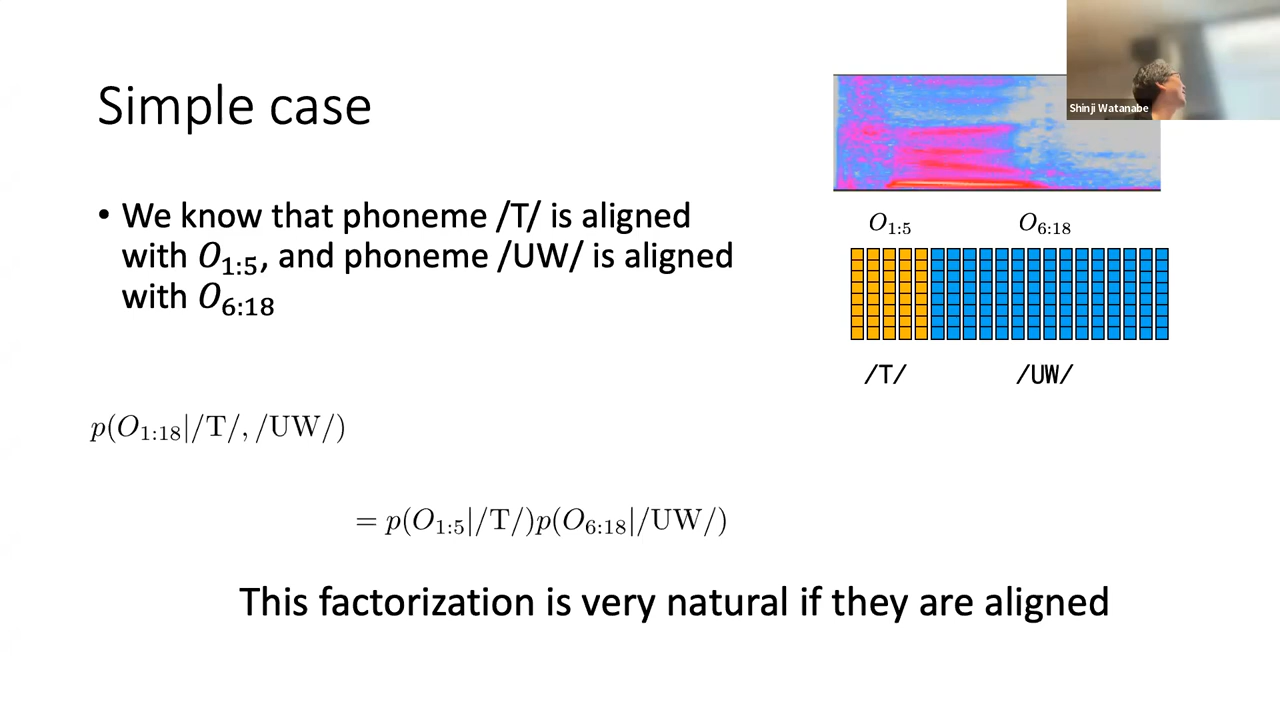 Shinji Watanabe
Simple case
• We know that phoneme /T/ is aligned
with O₁:₅, and phoneme /UW/ is aligned
with O₆:₁₈
O₁:₅ O₆:₁₈
/T/ /UW/
p(O₁:₁₈|/T/, /UW/)
= p(O₁:₅|/T/)p(O₆:₁₈|/UW/)
This factorization is very natural if they are aligned